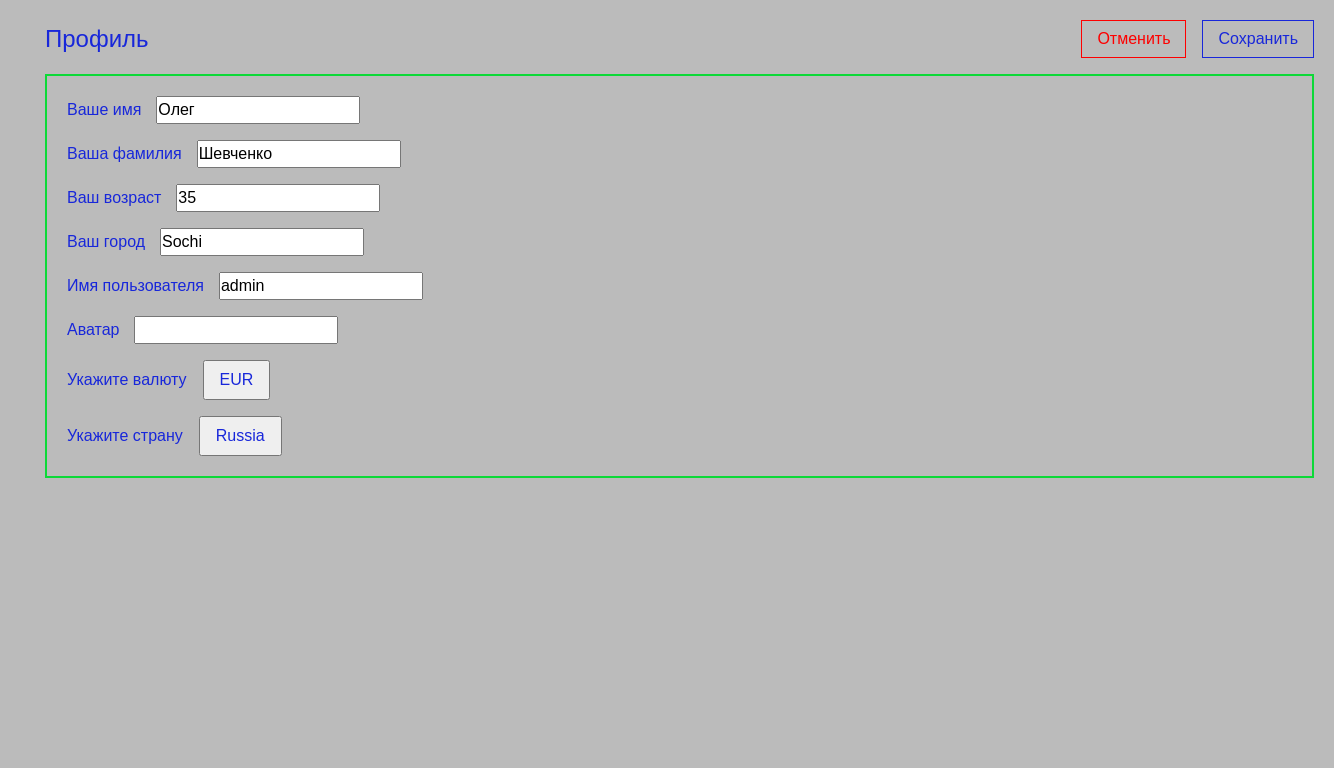 Профиль Отменить Сохранить
Ваше имя Олег
Ваша фамилия Шевченко
Ваш возраст 35
Ваш город Sochi
Имя пользователя admin
Аватар
Укажите валюту EUR
Укажите страну Russia